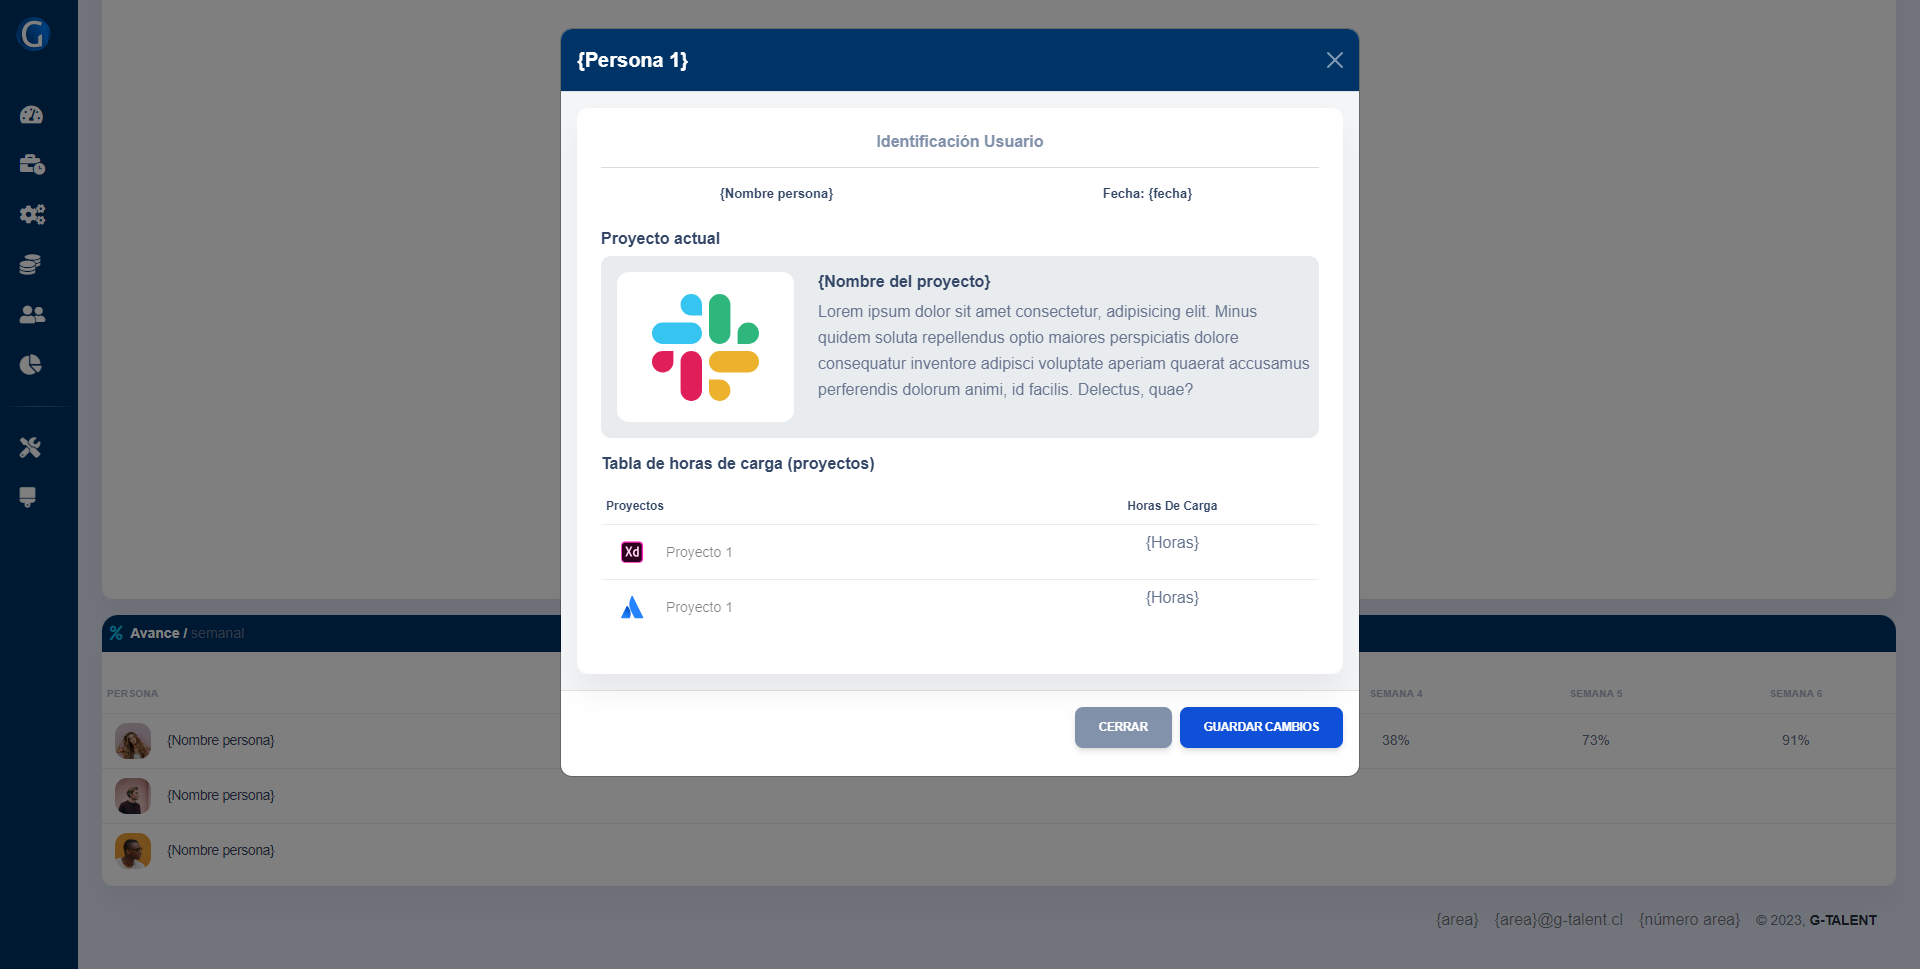 G
{Persona 1}
Identificación Usuario
{Nombre persona}
Fecha: {fecha}
Proyecto actual
{Nombre del proyecto}
Lorem ipsum dolor sit amet consectetur, adipisicing elit. Minus
quidem soluta repellendus optio maiores perspiciatis dolore
consequatur inventore adipisci voluptate aperiam quaerat accusamus
perferendis dolorum animi, id facilis. Delectus, quae?
Tabla de horas de carga (proyectos)
Proyectos
Horas De Carga
Xd
Proyecto 1
{Horas}
Proyecto 1
{Horas}
CERRAR
GUARDAR CAMBIOS
% Avance / semanal
PERSONA
SEMANA 4
SEMANA 5
SEMANA 6
{Nombre persona}
38%
73%
91%
{Nombre persona}
{Nombre persona}
{area}
{area}@g-talent.cl
{número area}
© 2023, G-TALENT